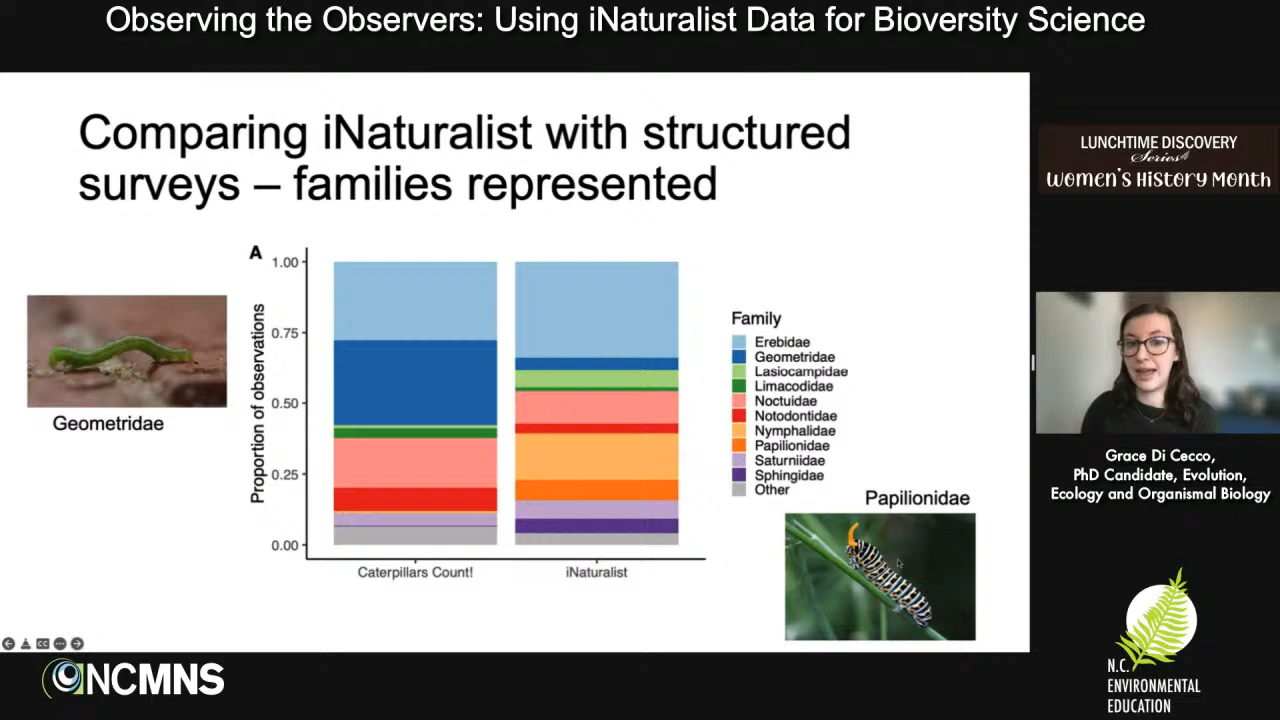 Observing the Observers: Using iNaturalist Data for Bioversity Science
Comparing iNaturalist with structured
surveys – families represented
A
Proportion of observations
1.00
0.75
0.50
0.25
0.00
Caterpillars Count!
iNaturalist
Geometridae
Family
Erebidae
Geometridae
Lasiocampidae
Limacodidae
Noctuidae
Notodontidae
Nymphalidae
Papilionidae
Saturniidae
Sphingidae
Other
Papilionidae
LUNCHTIME DISCOVERY
Series
Women's History Month
Grace Di Cecco,
PhD Candidate, Evolution,
Ecology and Organismal Biology
CC
NCMNS
N.C.
ENVIRONMENTAL
EDUCATION